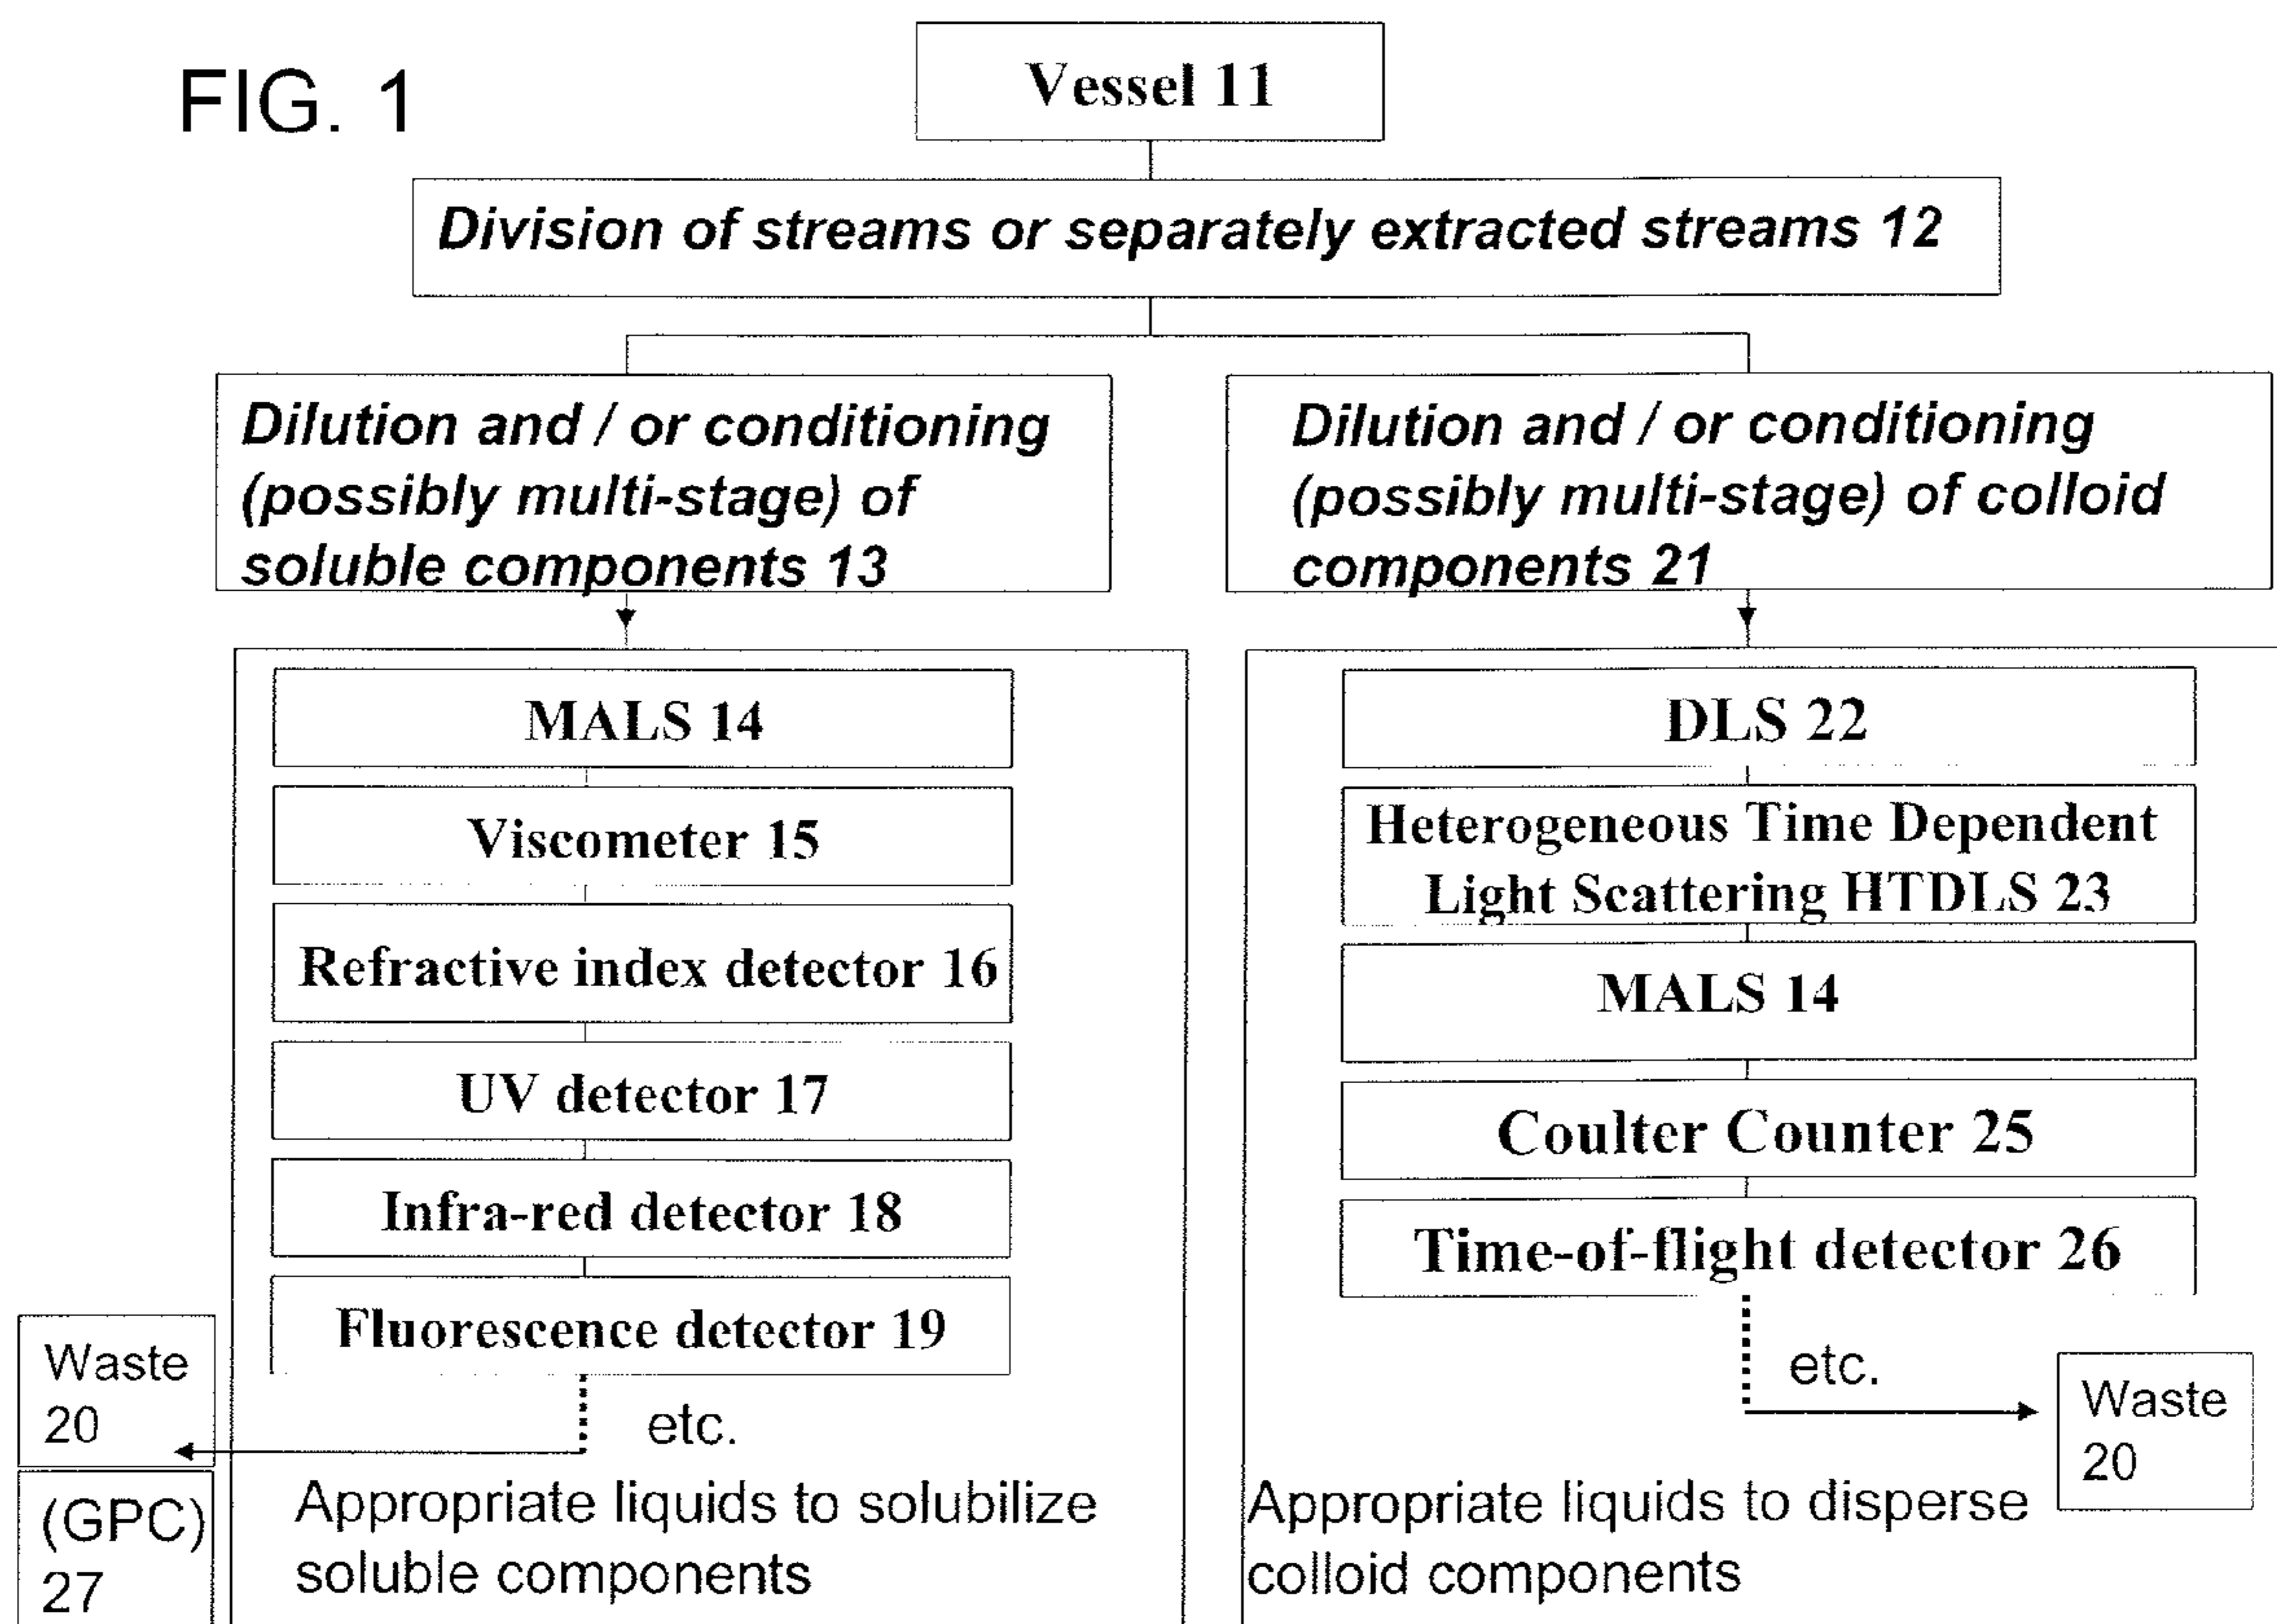 FIG. 1
Vessel 11
Division of streams or separately extracted streams 12
Dilution and / or conditioning
(possibly multi-stage) of
soluble components 13
Dilution and / or conditioning
(possibly multi-stage) of colloid
components 21
MALS 14
Viscometer 15
Refractive index detector 16
UV detector 17
Infra-red detector 18
Fluorescence detector 19
etc.
Waste
20
(GPC)
27
Appropriate liquids to solubilize
soluble components
DLS 22
Heterogeneous Time Dependent
Light Scattering HTDLS 23
MALS 14
Coulter Counter 25
Time-of-flight detector 26
etc.
Waste
20
Appropriate liquids to disperse
colloid components